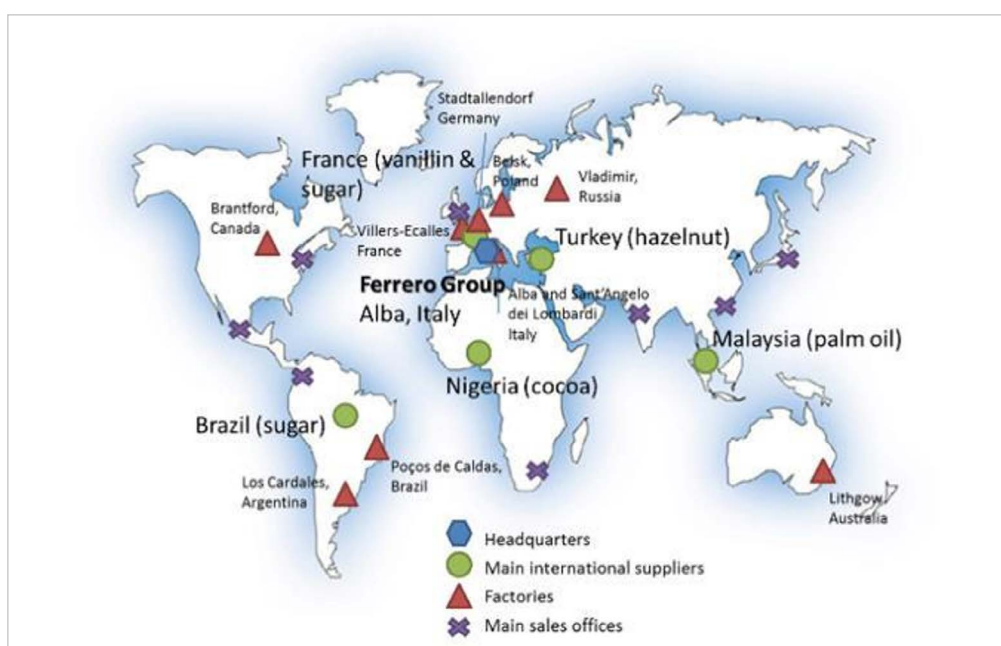 Stadtallendorf
Germany
France (vanillin &
sugar)
Belsk,
Poland
Vladimir,
Russia
Brantford,
Canada
Villers-Ecalles
France
Turkey (hazelnut)
Ferrero Group
Alba, Italy
Alba and Sant'Angelo
dei Lombardi
Italy
Malaysia (palm oil)
Nigeria (cocoa)
Brazil (sugar)
Poços de Caldas,
Brazil
Los Cardales,
Argentina
Lithgow,
Australia
Headquarters
Main international suppliers
Factories
Main sales offices